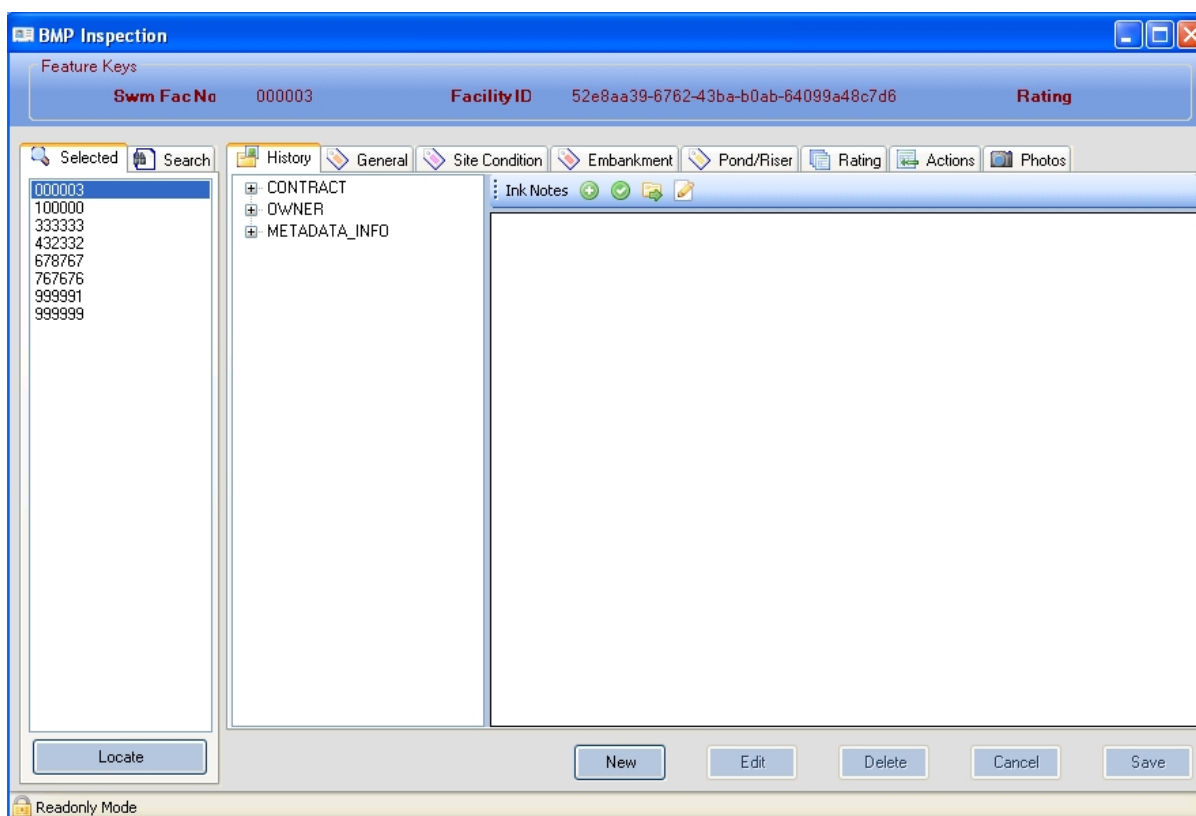 BMP Inspection
Feature Keys
Swm Fac No 000003 Facility ID 52e8aa39-6762-43ba-b0ab-64099a48c7d6 Rating
Selected Search History General Site Condition Embankment Pond/Riser Rating Actions Photos
000003
100000
333333
432332
678767
767676
999991
999999
CONTRACT
OWNER
METADATA_INFO
Ink Notes
Locate
New Edit Delete Cancel Save
Readonly Mode